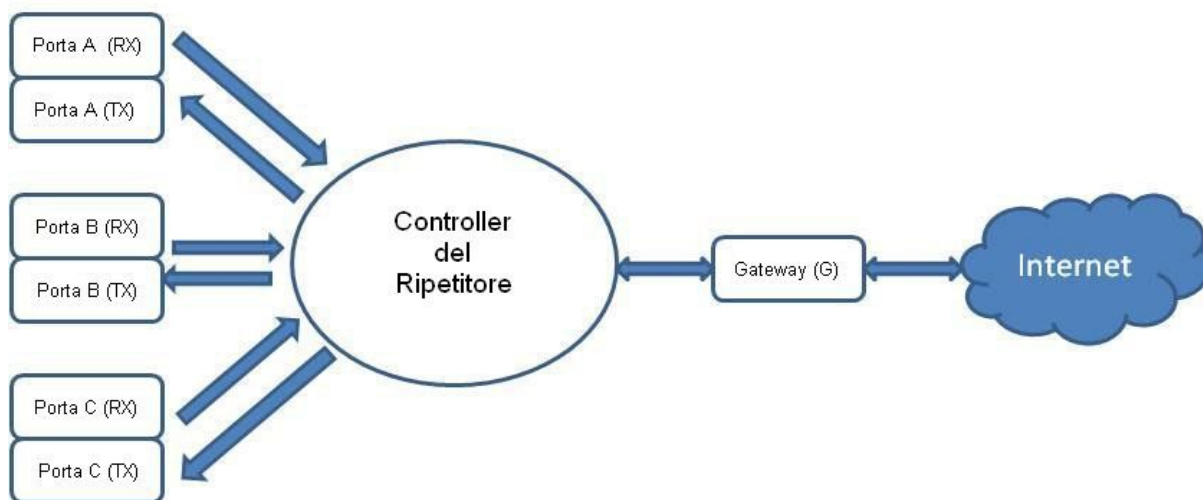 Porta A (RX)
Porta A (TX)
Porta B (RX)
Porta B (TX)
Porta C (RX)
Porta C (TX)
Controller
del
Ripetitore
Gateway (G)
Internet